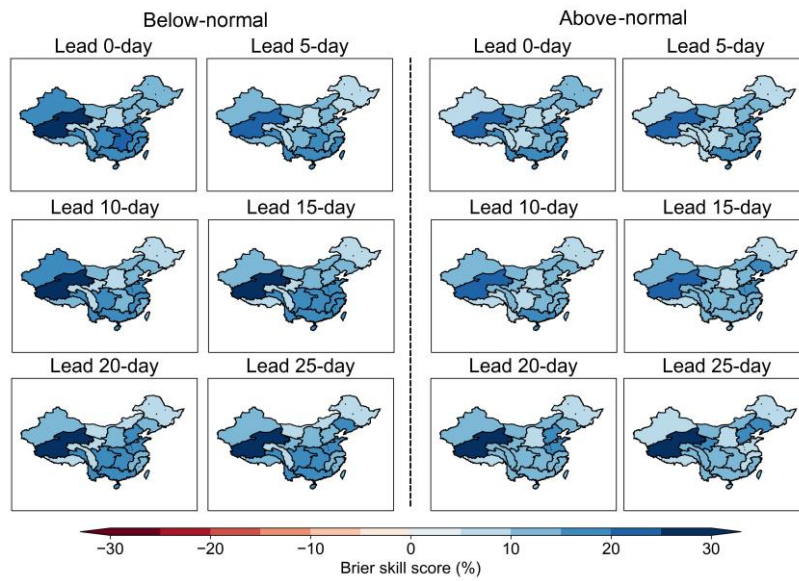 Below-normal
Above-normal
Lead 0-day
Lead 5-day
Lead 0-day
Lead 5-day
Lead 10-day
Lead 15-day
Lead 10-day
Lead 15-day
Lead 20-day
Lead 25-day
Lead 20-day
Lead 25-day
−30 −20 −10 0 10 20 30
Brier skill score (%)